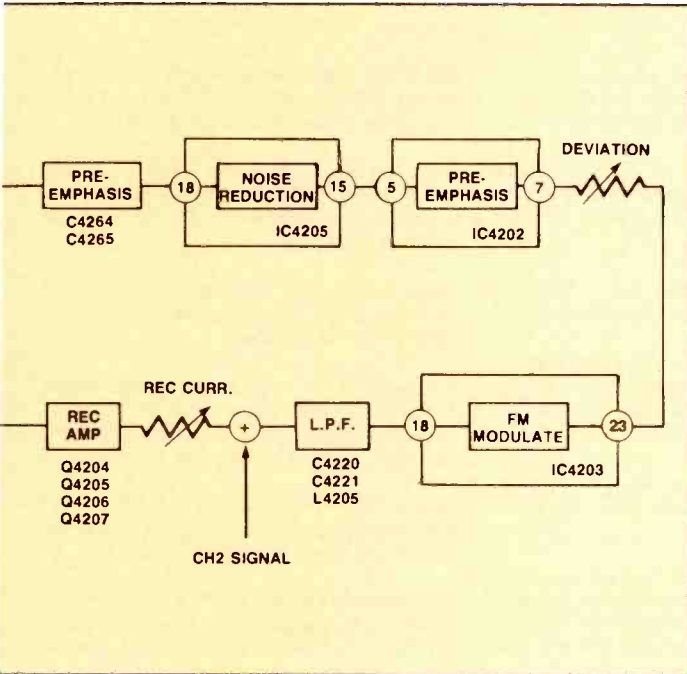 DEVIATION
PRE-
EMPHASIS
C4264
C4265
18
NOISE
REDUCTION
15
IC4205
5
PRE-
EMPHASIS
7
IC4202
REC CURR.
REC
AMP
Q4204
Q4205
Q4206
Q4207
+
CH2 SIGNAL
L.P.F.
C4220
C4221
L4205
18
FM
MODULATE
23
IC4203